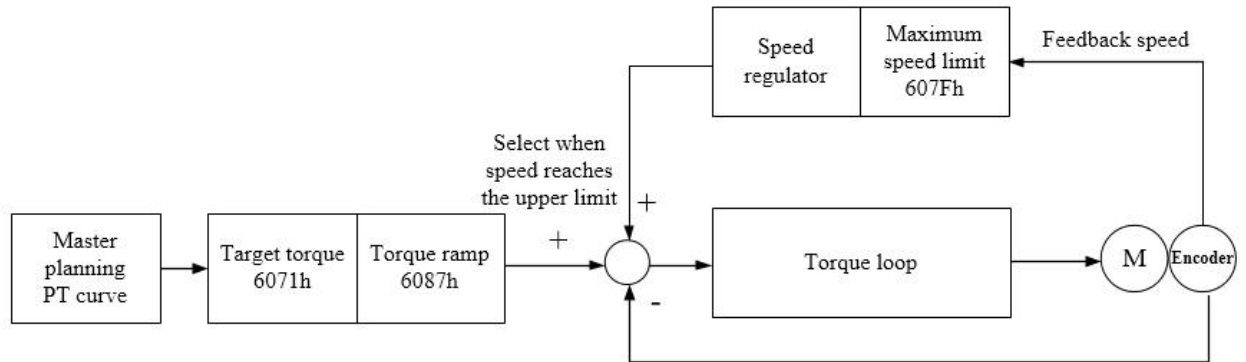 Speed
regulator
Maximum
speed limit
607Fh
Feedback speed
Select when
speed reaches
the upper limit
+
+
-
Master
planning
PT curve
Target torque
6071h
Torque ramp
6087h
Torque loop
M
Encoder